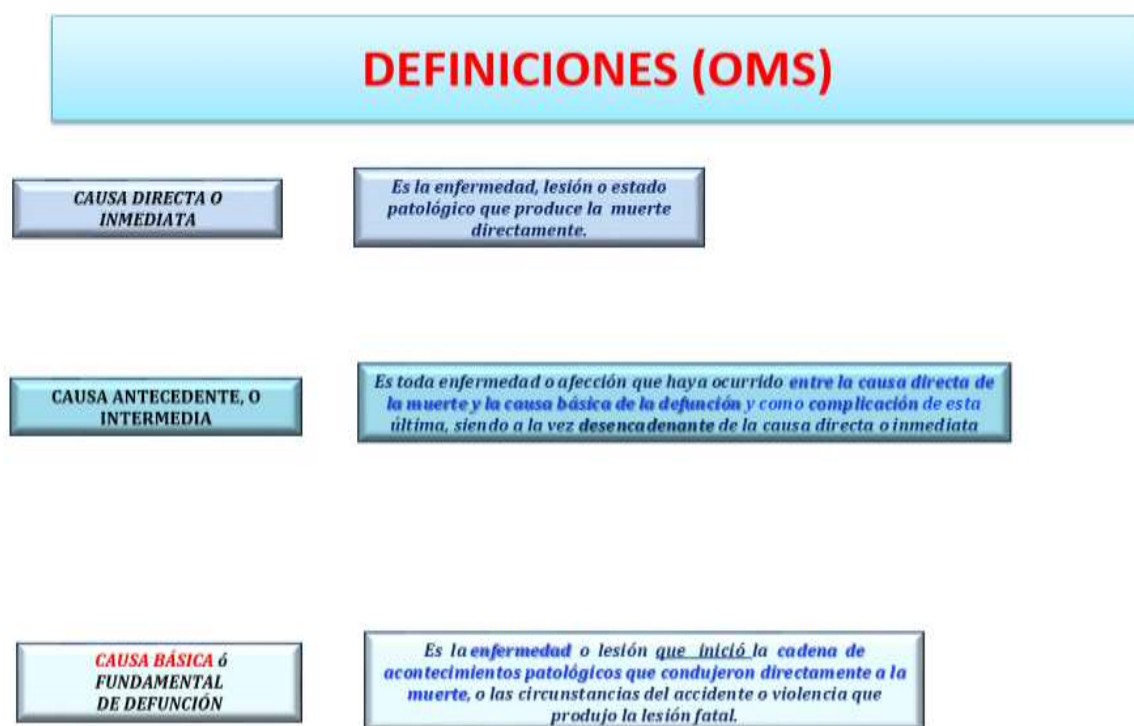 DEFINICIONES (OMS)
CAUSA DIRECTA O
INMEDIATA
Es la enfermedad, lesión o estado
patológico que produce la muerte
directamente.
CAUSA ANTECEDENTE, O
INTERMEDIA
Es toda enfermedad o afección que haya ocurrido entre la causa directa de
la muerte y la causa básica de la defunción y como complicación de esta
última, siendo a la vez desencadenante de la causa directa o inmediata
CAUSA BÁSICA ó
FUNDAMENTAL
DE DEFUNCIÓN
Es la enfermedad o lesión que inició la cadena de
acontecimientos patológicos que condujeron directamente a la
muerte, o las circunstancias del accidente o violencia que
produjo la lesión fatal.